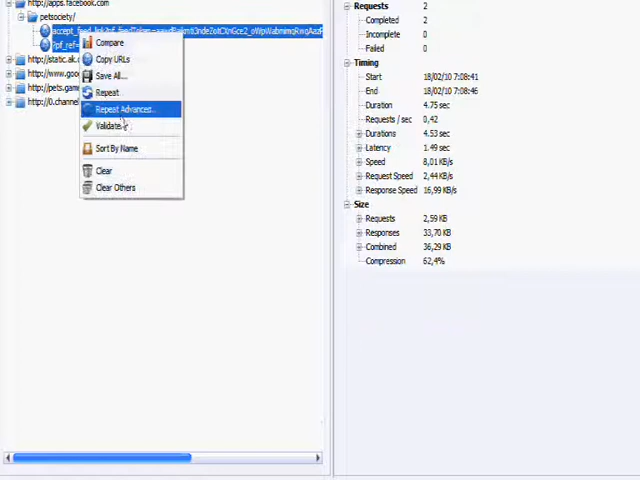 http://apps.facebook.com
petsociety/
Compare
Copy URLs
Save All...
Repeat
Repeat Advanced...
Validate
Sort By Name
Clear
Clear Others
?pf_ref=
http://static.ak.
http://www.goo
http://pets.game
http://0.channel
Requests 2
Completed 2
Incomplete 0
Failed 0
Timing
Start 18/02/10 7:08:41
End 18/02/10 7:08:46
Duration 4.75 sec
Requests / sec 0,42
Durations 4.53 sec
Latency 1.49 sec
Speed 8,01 KB/s
Request Speed 2,44 KB/s
Response Speed 16,99 KB/s
Size
Requests 2,59 KB
Responses 33,70 KB
Combined 36,29 KB
Compression 62,4%